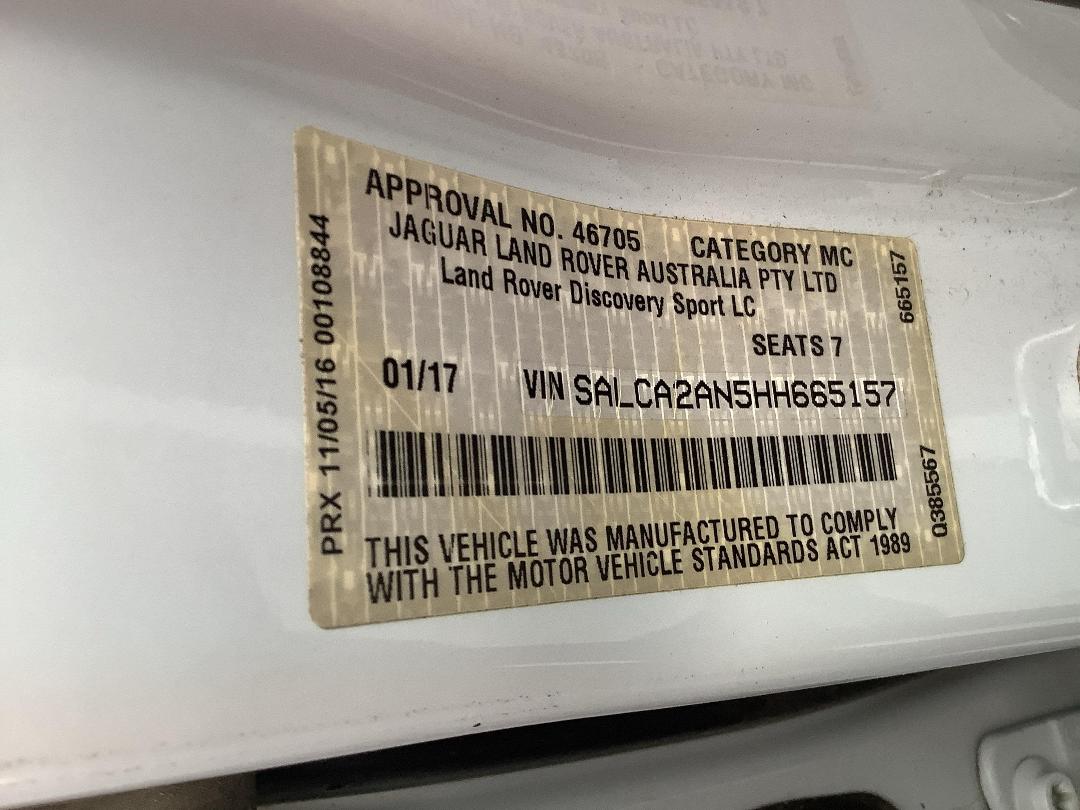 APPROVAL NO. 46705 CATEGORY MC
JAGUAR LAND ROVER AUSTRALIA PTY LTD
Land Rover Discovery Sport LC
SEATS 7
01/17 VIN SALCA2AN5HH665157
THIS VEHICLE WAS MANUFACTURED TO COMPLY
WITH THE MOTOR VEHICLE STANDARDS ACT 1989
PRX 11/05/16 00108844
665157
Q385567